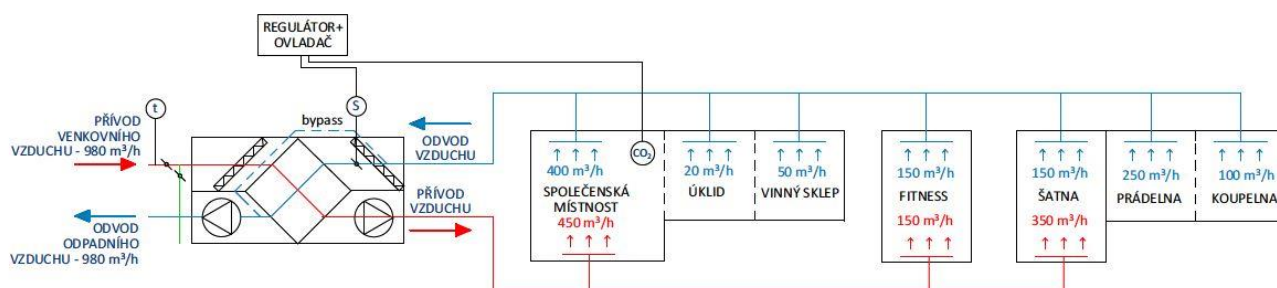 REGULÁTOR+
OVLADAČ
t
S
PŘÍVOD
VENKOVNÍHO
VZDUCHU - 980 m³/h
bypass
ODVOD
VZDUCHU
PŘÍVOD
VZDUCHU
ODVOD
ODPADNÍHO
VZDUCHU - 980 m³/h
CO₂
400 m³/h
SPOLEČENSKÁ
MÍSTNOST
450 m³/h
20 m³/h
ÚKLID
50 m³/h
VINNÝ SKLEP
150 m³/h
FITNESS
150 m³/h
150 m³/h
ŠATNA
350 m³/h
250 m³/h
PRÁDELNA
100 m³/h
KOUPELNA